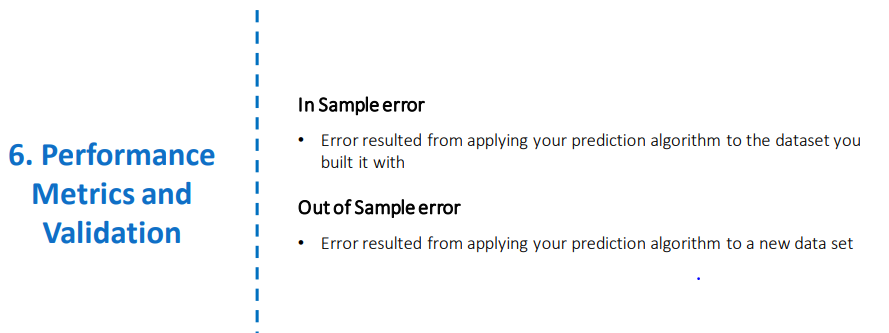 6. Performance
Metrics and
Validation
In Sample error
• Error resulted from applying your prediction algorithm to the dataset you
built it with
Out of Sample error
• Error resulted from applying your prediction algorithm to a new data set
.